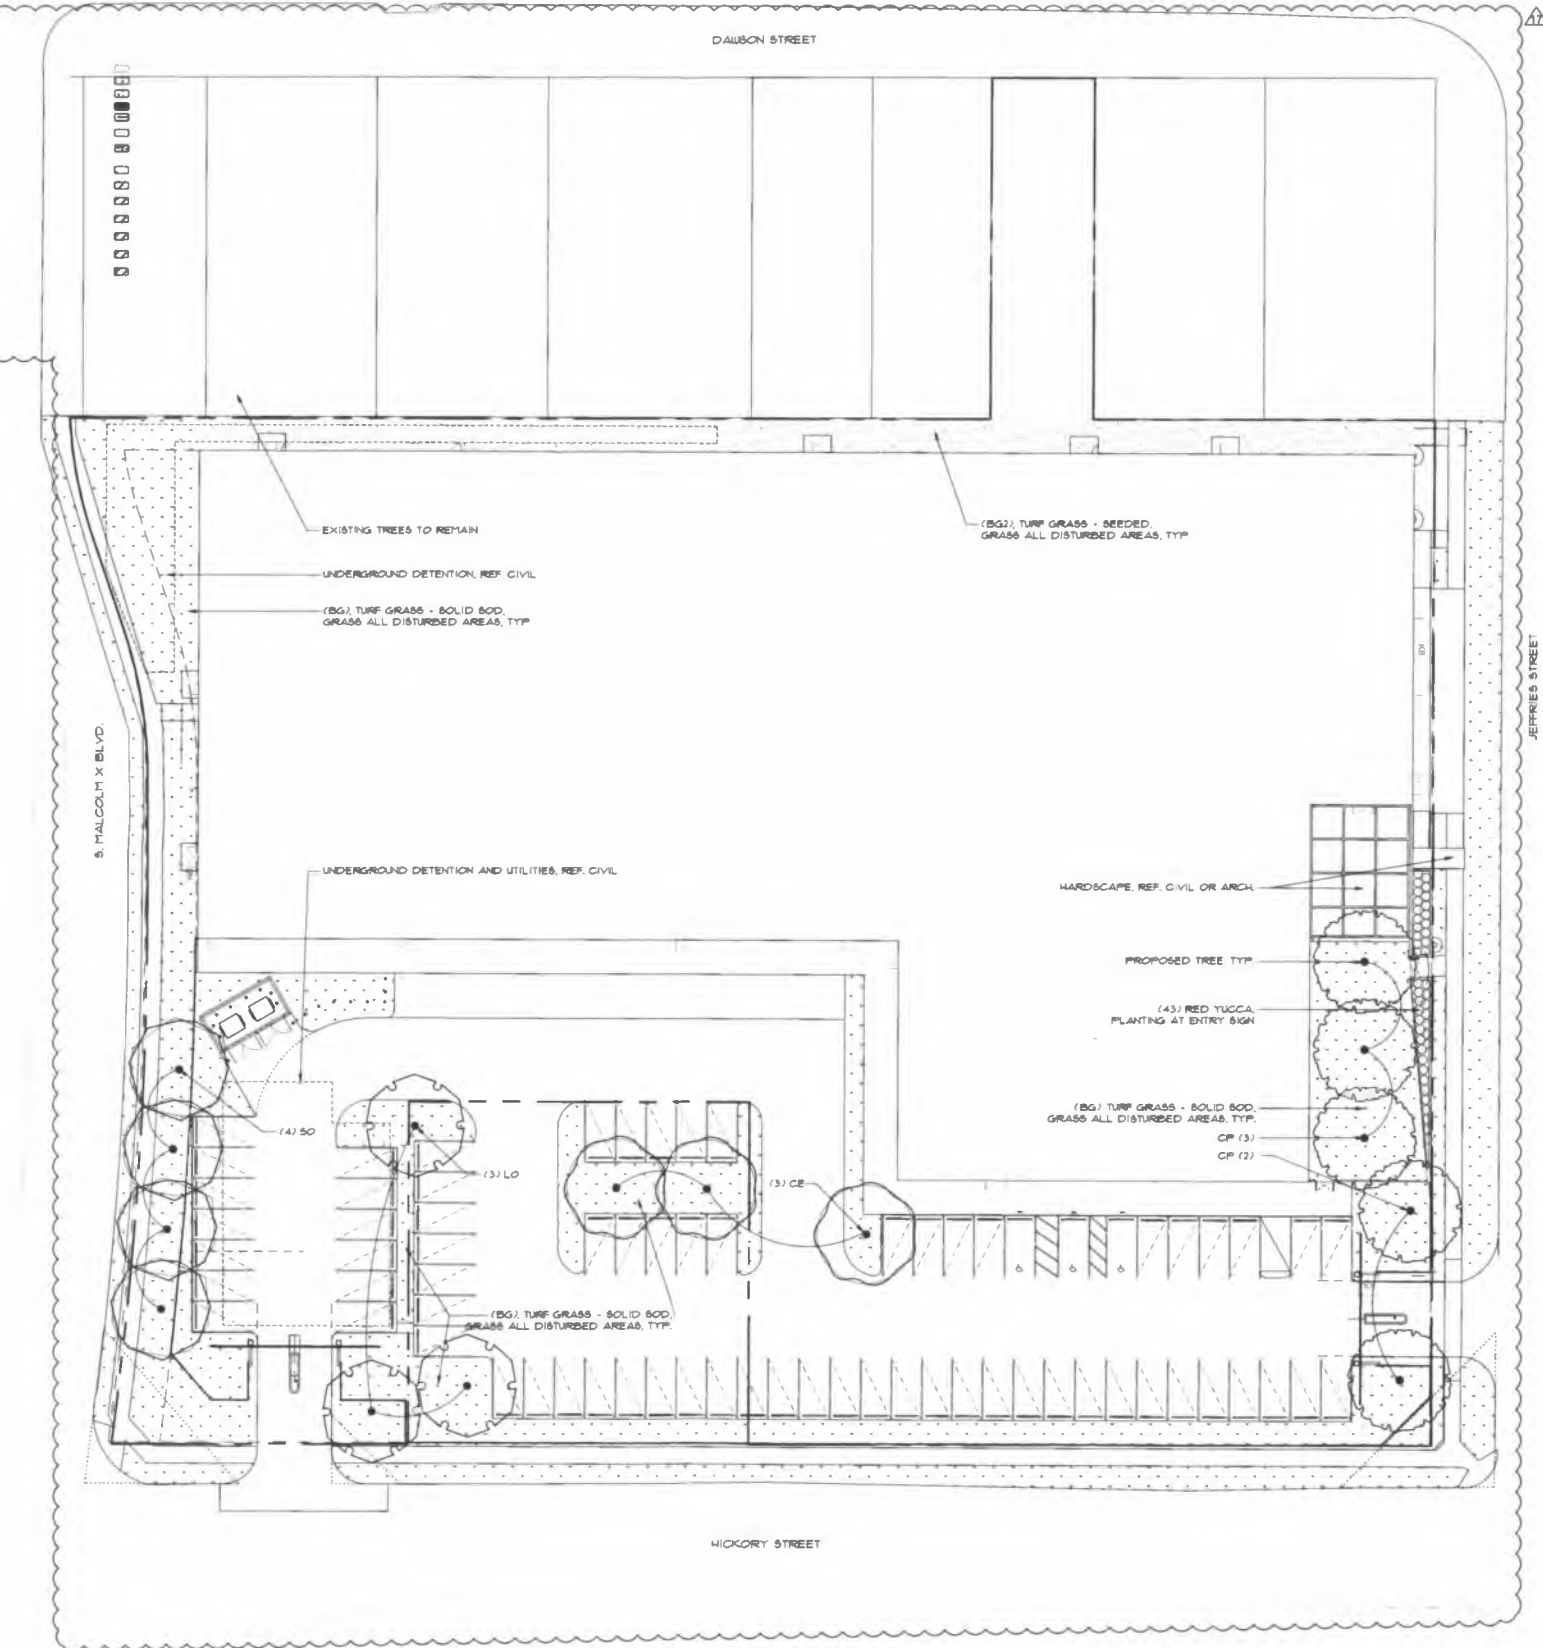 17
DAWSON STREET
EXISTING TREES TO REMAIN
(BG2), TURF GRASS - SEEDED,
GRASS ALL DISTURBED AREAS, TYP
UNDERGROUND DETENTION, REF CIVIL
(BG), TURF GRASS - SOLID SOD,
GRASS ALL DISTURBED AREAS, TYP
JEFFRIES STREET
S. MALCOLM X BLVD.
UNDERGROUND DETENTION AND UTILITIES, REF. CIVIL
HARDSCAPE, REF. CIVIL OR ARCH.
PROPOSED TREE TYP
(43) RED YUCCA,
PLANTING AT ENTRY SIGN
(BG) TURF GRASS - SOLID SOD,
GRASS ALL DISTURBED AREAS, TYP.
CP (3)
CP (2)
(4) SO
(3) LO
(3) CE
(BG), TURF GRASS - SOLID SOD,
GRASS ALL DISTURBED AREAS, TYP.
HICKORY STREET